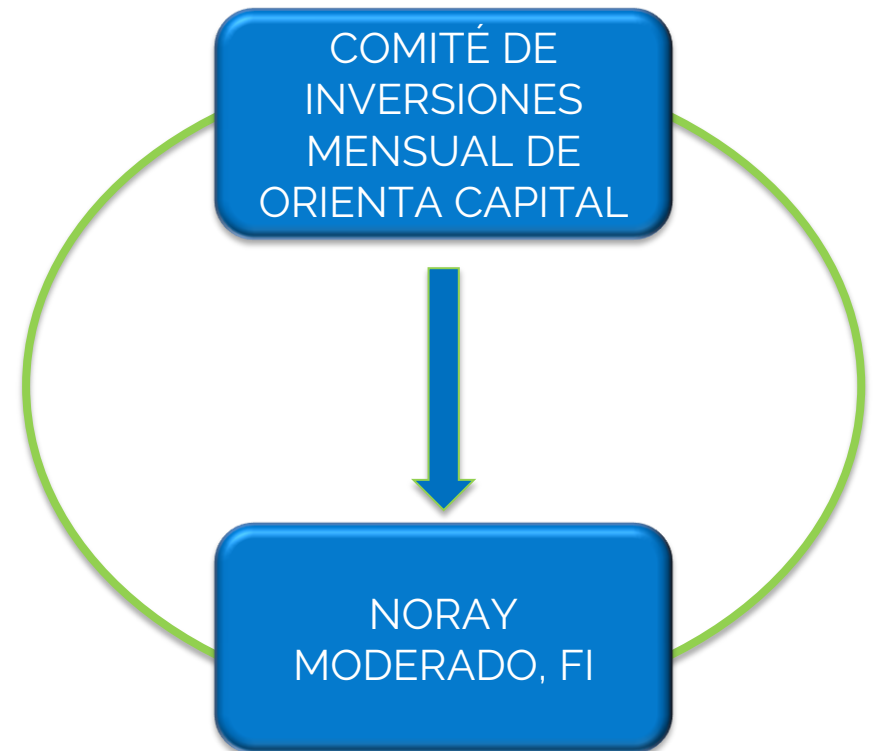 COMITÉ DE
INVERSIONES
MENSUAL DE
ORIENTA CAPITAL
NORAY
MODERADO, FI